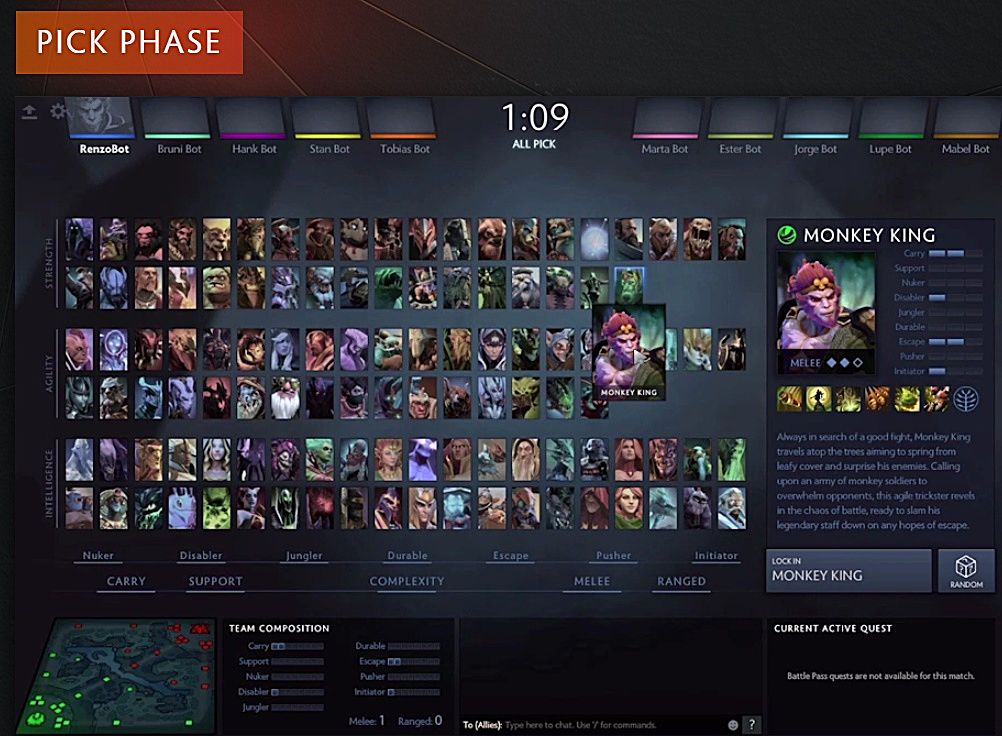 PICK PHASE
1:09
ALL PICK
RenzoBot
Bruni Bot
Hank Bot
Stan Bot
Tobias Bot
Marta Bot
Ester Bot
Jorge Bot
Lupe Bot
Mabel Bot
STRENGTH
AGILITY
INTELLIGENCE
MONKEY KING
MONKEY KING
Carry
Support
Nuker
Disabler
Jungler
Durable
Escape
Pusher
Initiator
MELEE
Always in search of a good fight, Monkey King
travels atop the trees aiming to spring from
leafy cover and surprise his enemies. Calling
upon an army of monkey soldiers to
overwhelm opponents, this agile trickster revels
in the chaos of battle, ready to slam his
legendary staff down on any hopes of escape.
Nuker
Disabler
Jungler
Durable
Escape
Pusher
Initiator
CARRY
SUPPORT
COMPLEXITY
MELEE
RANGED
LOCK IN
MONKEY KING
RANDOM
TEAM COMPOSITION
Carry
Support
Nuker
Disabler
Jungler
Durable
Escape
Pusher
Initiator
Melee: 1 Ranged: 0
To (Allies): Type here to chat. Use '/' for commands.
?
CURRENT ACTIVE QUEST
Battle Pass quests are not available for this match.